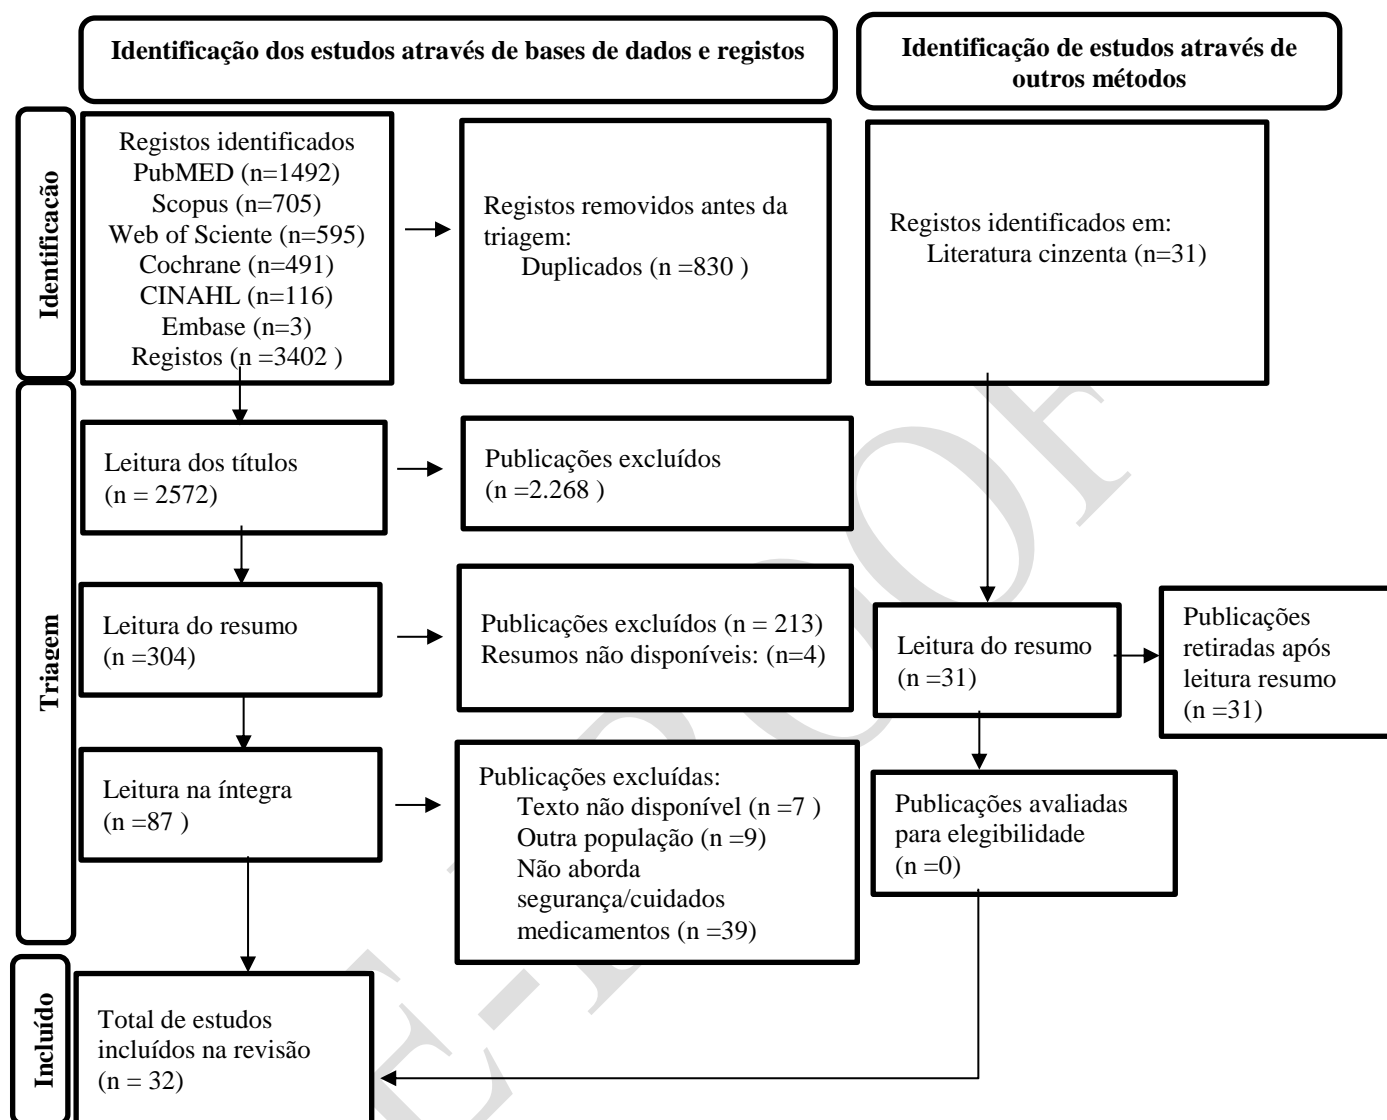 Identificação dos estudos através de bases de dados e registos
Identificação de estudos através de
outros métodos
Identificação
Registos identificados
PubMED (n=1492)
Scopus (n=705)
Web of Sciente (n=595)
Cochrane (n=491)
CINAHL (n=116)
Embase (n=3)
Registos (n =3402 )
Registos removidos antes da
triagem:
Duplicados (n =830 )
Registos identificados em:
Literatura cinzenta (n=31)
Triagem
Leitura dos títulos
(n = 2572)
Publicações excluídos
(n =2.268 )
Leitura do resumo
(n =304)
Publicações excluídos (n = 213)
Resumos não disponíveis: (n=4)
Leitura do resumo
(n =31)
Publicações
retiradas após
leitura resumo
(n =31)
Leitura na íntegra
(n =87 )
Publicações excluídas:
Texto não disponível (n =7 )
Outra população (n =9)
Não aborda
segurança/cuidados
medicamentos (n =39)
Publicações avaliadas
para elegibilidade
(n =0)
Incluído
Total de estudos
incluídos na revisão
(n = 32)